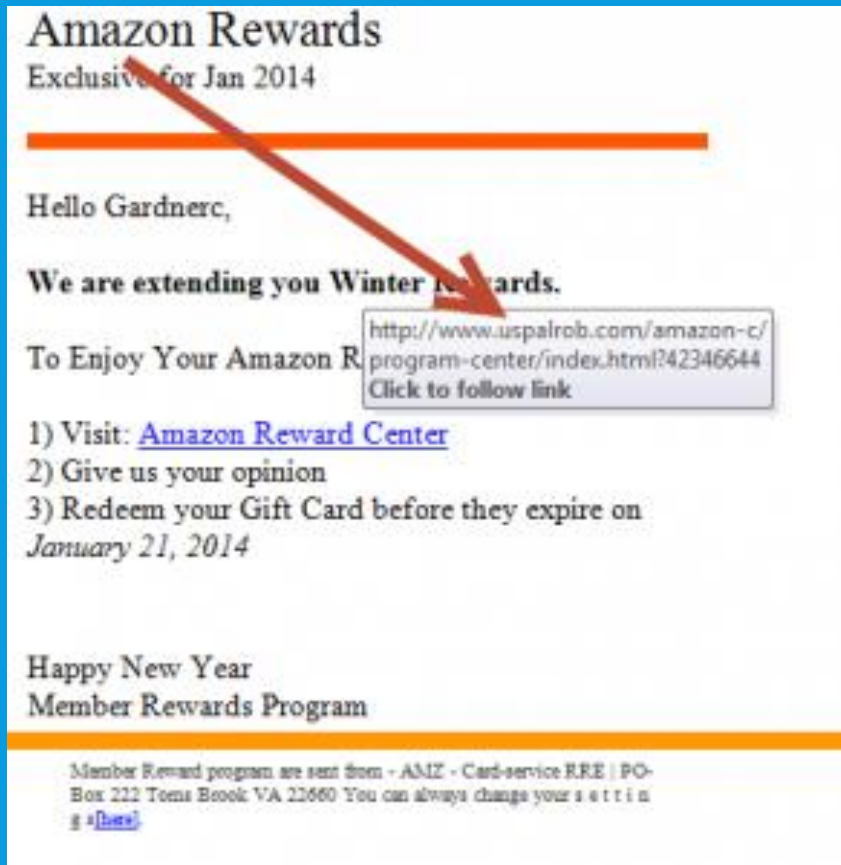 Amazon Rewards
Exclusive for Jan 2014
Hello Gardnerc,
We are extending you Winter Rewards.
http://www.uspalrob.com/amazon-c/
To Enjoy Your Amazon R program-center/index.html?42346644
Click to follow link
1) Visit: Amazon Reward Center
2) Give us your opinion
3) Redeem your Gift Card before they expire on
January 21, 2014
Happy New Year
Member Rewards Program
Member Reward program are sent from - AMZ - Card-service RRE | PO-
Box 222 Toms Brook VA 22660 You can always change your s e t t i n
g s[here].